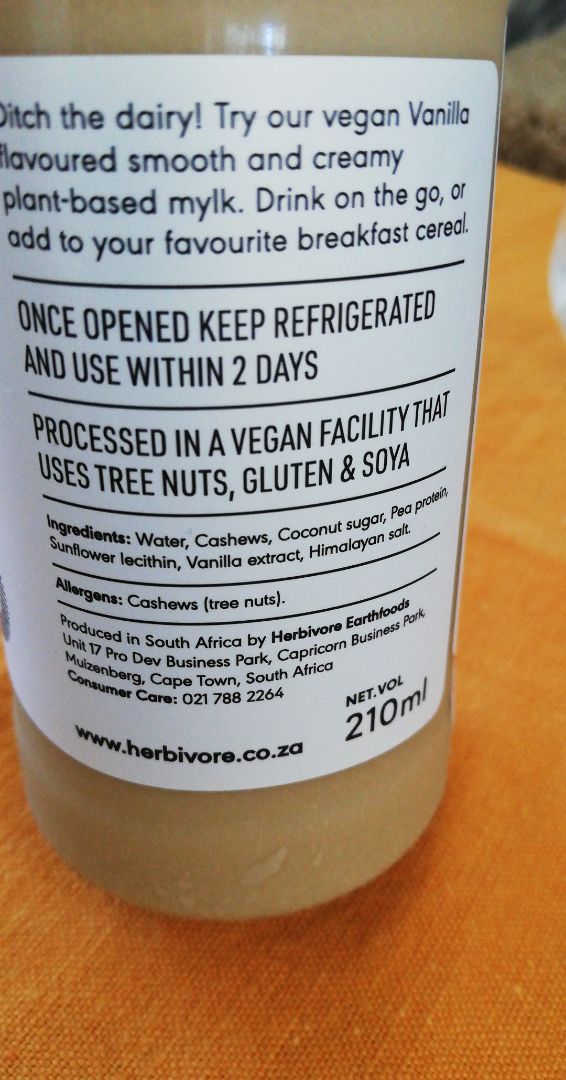 Ditch the dairy! Try our vegan Vanilla
flavoured smooth and creamy
plant-based mylk. Drink on the go, or
add to your favourite breakfast cereal.
ONCE OPENED KEEP REFRIGERATED
AND USE WITHIN 2 DAYS
PROCESSED IN A VEGAN FACILITY THAT
USES TREE NUTS, GLUTEN & SOYA
Ingredients: Water, Cashews, Coconut sugar, Pea protein,
Sunflower lecithin, Vanilla extract, Himalayan salt.
Allergens: Cashews (tree nuts).
Produced in South Africa by Herbivore Earthfoods
Unit 17 Pro Dev Business Park, Capricorn Business Park,
Muizenberg, Cape Town, South Africa
Consumer Care: 021 788 2264
www.herbivore.co.za
NET.VOL
210ml